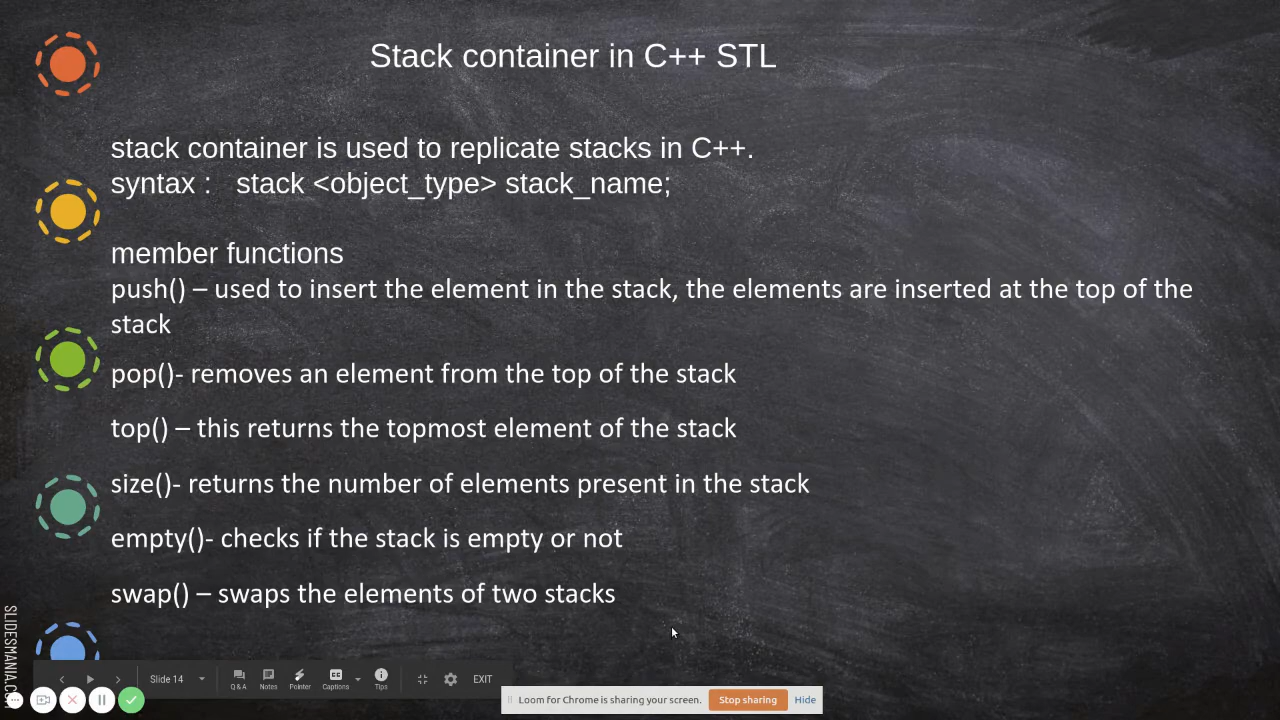 Stack container in C++ STL
stack container is used to replicate stacks in C++.
syntax :   stack <object_type> stack_name;
member functions
push() – used to insert the element in the stack, the elements are inserted at the top of the
stack
pop()- removes an element from the top of the stack
top() – this returns the topmost element of the stack
size()- returns the number of elements present in the stack
empty()- checks if the stack is empty or not
swap() – swaps the elements of two stacks
Slide 14
Q & A
Notes
Pointer
CC
Captions
Tips
EXIT
Loom for Chrome is sharing your screen.
Stop sharing
Hide